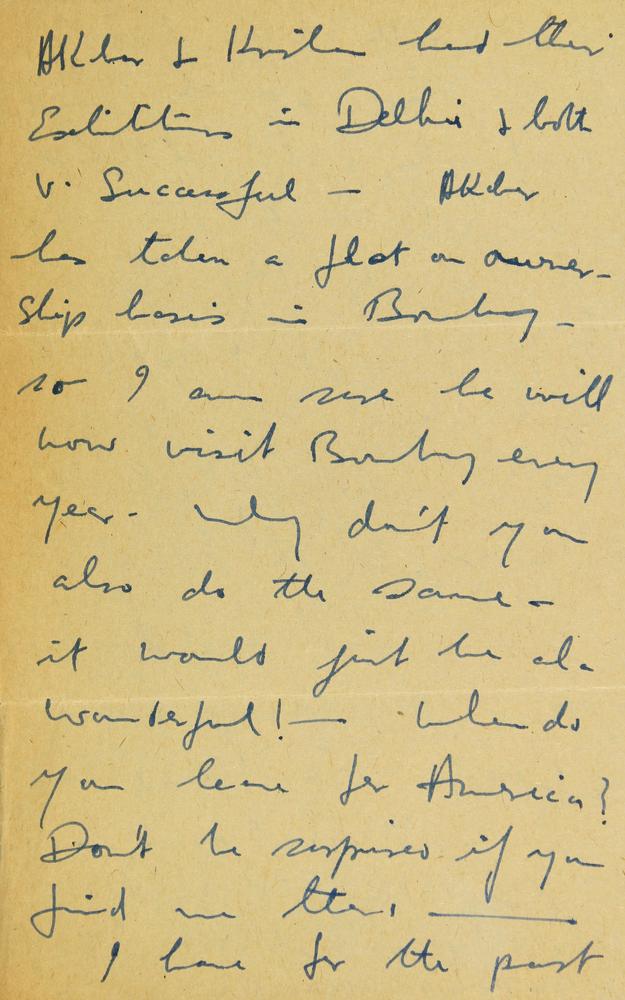 Akbar & Krishen had their
Exhibitions in Delhi & both
v. Successful — Akbar
has taken a flat on owner-
ship basis in Bombay -
so I am sure he will
now visit Bombay every
year - Why don't you
also do the same -
it would just be
wonderful! — When do
you leave for America?
Don't be surprised if you
find me there —
I have for the past